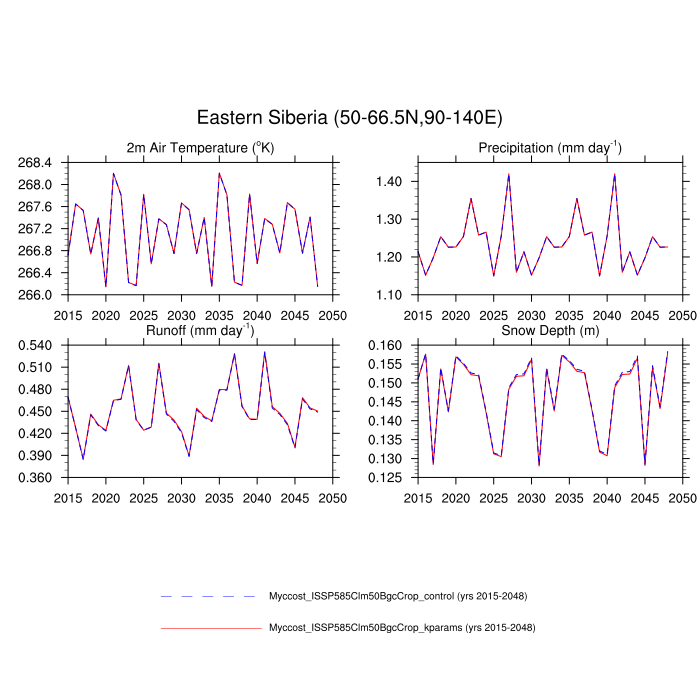 Eastern Siberia (50-66.5N,90-140E)
2m Air Temperature (°K)
Precipitation (mm day⁻¹)
268.4
268.0
267.6
267.2
266.8
266.4
266.0
2015 2020 2025 2030 2035 2040 2045 2050
1.40
1.30
1.20
1.10
2015 2020 2025 2030 2035 2040 2045 2050
Runoff (mm day⁻¹)
Snow Depth (m)
0.540
0.510
0.480
0.450
0.420
0.390
0.360
2015 2020 2025 2030 2035 2040 2045 2050
0.160
0.155
0.150
0.145
0.140
0.135
0.130
0.125
2015 2020 2025 2030 2035 2040 2045 2050
Myccost_ISSP585Clm50BgcCrop_control (yrs 2015-2048)
Myccost_ISSP585Clm50BgcCrop_kparams (yrs 2015-2048)